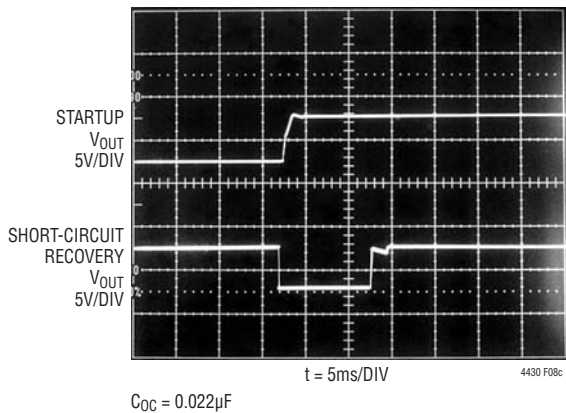 STARTUP
VOUT
5V/DIV
SHORT-CIRCUIT
RECOVERY
VOUT
5V/DIV
t = 5ms/DIV
4430 F08c
COC = 0.022µF